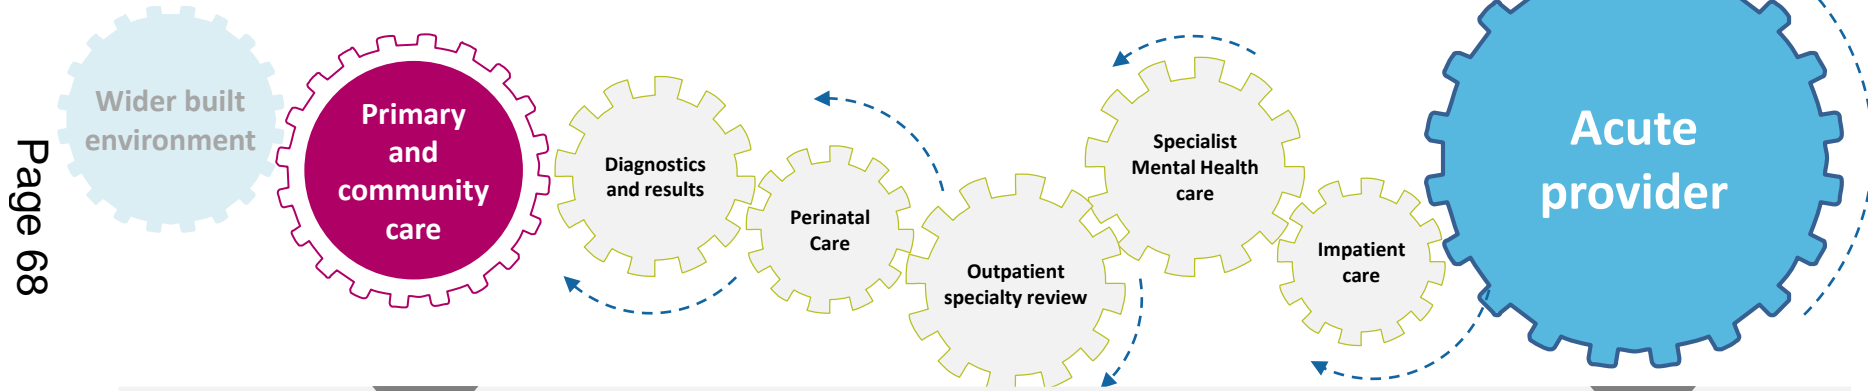 Page 68
Wider built
environment
Primary
and
community
care
Diagnostics
and results
Perinatal
Care
Outpatient
specialty review
Specialist
Mental Health
care
Impatient
care
Acute
provider